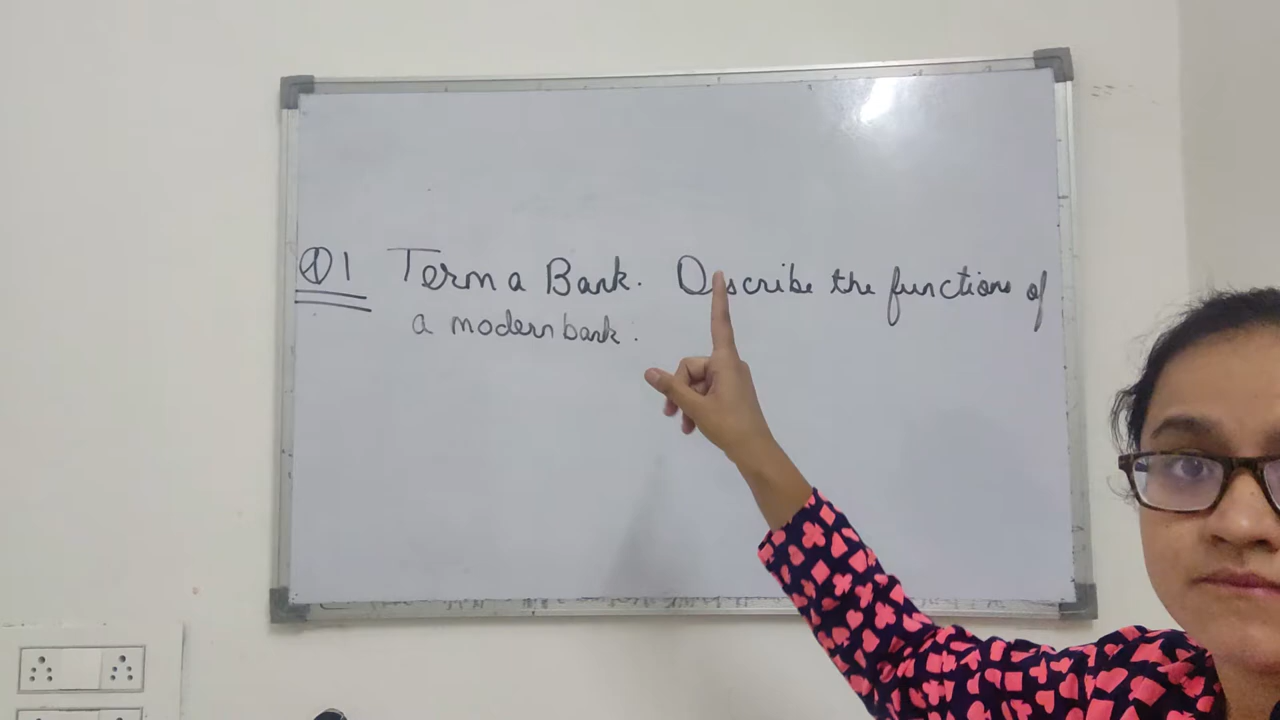 Q1 Term a Bank. Describe the functions of
a modern bank.